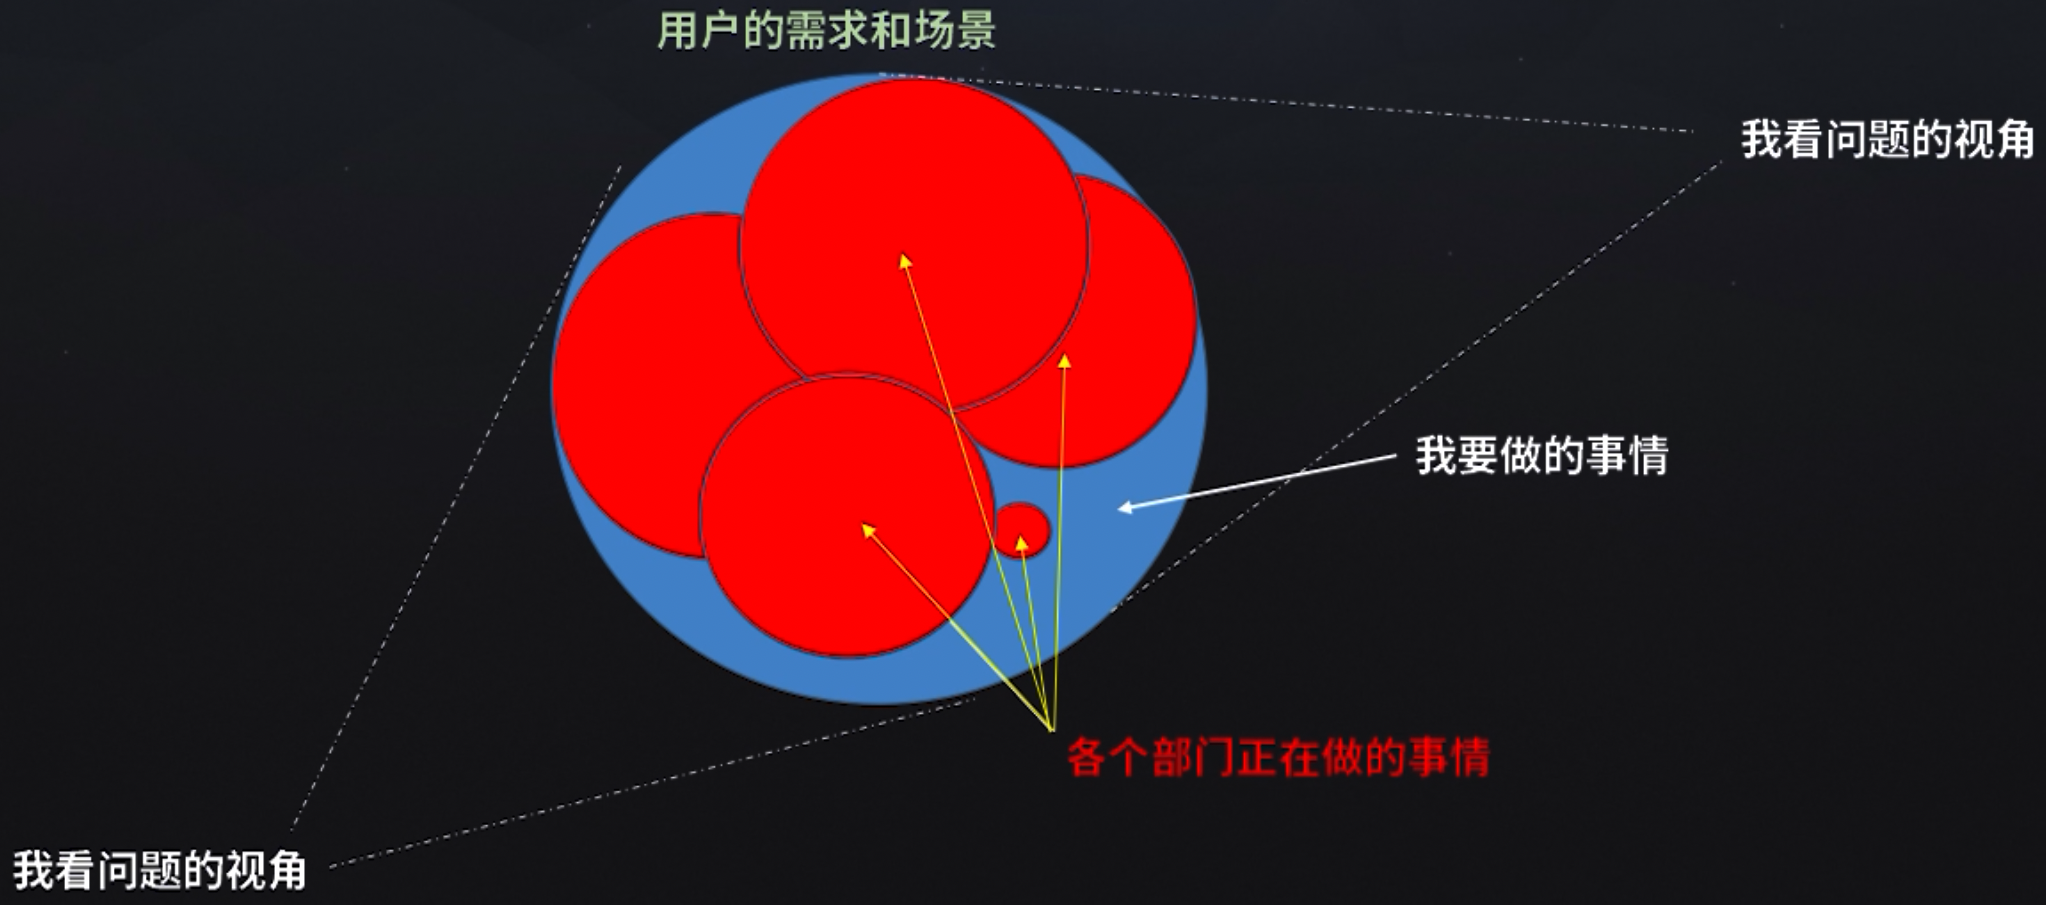 用户的需求和场景
我看问题的视角
我要做的事情
各个部门正在做的事情
我看问题的视角